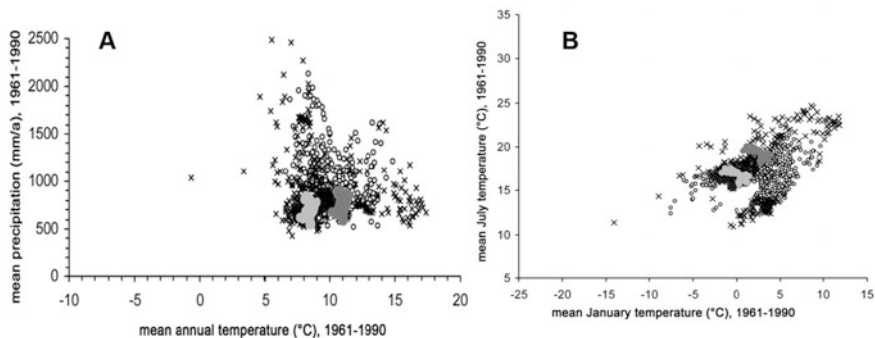 A
mean precipitation (mm/a), 1961-1990
2500
2000
1500
1000
500
0
-10 -5 0 5 10 15 20
mean annual temperature (°C), 1961-1990
B
mean July temperature (°C), 1961-1990
35
30
25
20
15
10
5
-25 -20 -15 -10 -5 0 5 10 15
mean January temperature (°C), 1961-1990